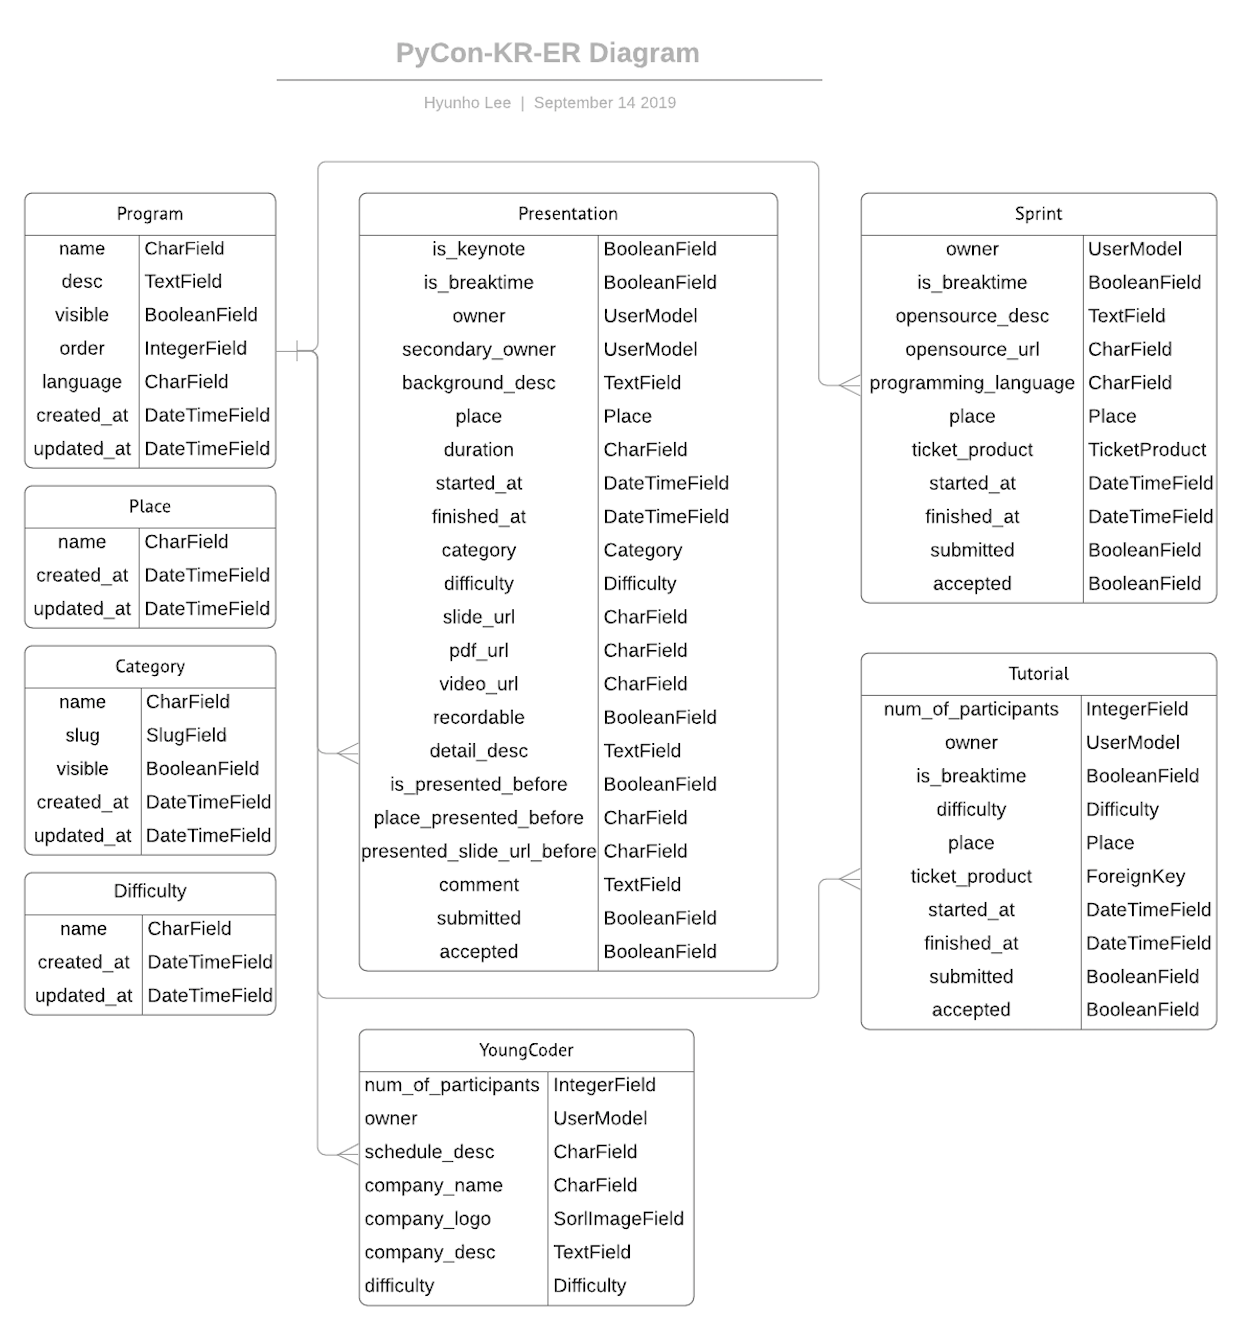 PyCon-KR-ER Diagram
Hyunho Lee | September 14 2019
Program
name CharField
desc TextField
visible BooleanField
order IntegerField
language CharField
created_at DateTimeField
updated_at DateTimeField
Place
name CharField
created_at DateTimeField
updated_at DateTimeField
Category
name CharField
slug SlugField
visible BooleanField
created_at DateTimeField
updated_at DateTimeField
Difficulty
name CharField
created_at DateTimeField
updated_at DateTimeField
Presentation
is_keynote BooleanField
is_breaktime BooleanField
owner UserModel
secondary_owner UserModel
background_desc TextField
place Place
duration CharField
started_at DateTimeField
finished_at DateTimeField
category Category
difficulty Difficulty
slide_url CharField
pdf_url CharField
video_url CharField
recordable BooleanField
detail_desc TextField
is_presented_before BooleanField
place_presented_before CharField
presented_slide_url_before CharField
comment TextField
submitted BooleanField
accepted BooleanField
YoungCoder
num_of_participants IntegerField
owner UserModel
schedule_desc CharField
company_name CharField
company_logo SorlImageField
company_desc TextField
difficulty Difficulty
Sprint
owner UserModel
is_breaktime BooleanField
opensource_desc TextField
opensource_url CharField
programming_language CharField
place Place
ticket_product TicketProduct
started_at DateTimeField
finished_at DateTimeField
submitted BooleanField
accepted BooleanField
Tutorial
num_of_participants IntegerField
owner UserModel
is_breaktime BooleanField
difficulty Difficulty
place Place
ticket_product ForeignKey
started_at DateTimeField
finished_at DateTimeField
submitted BooleanField
accepted BooleanField